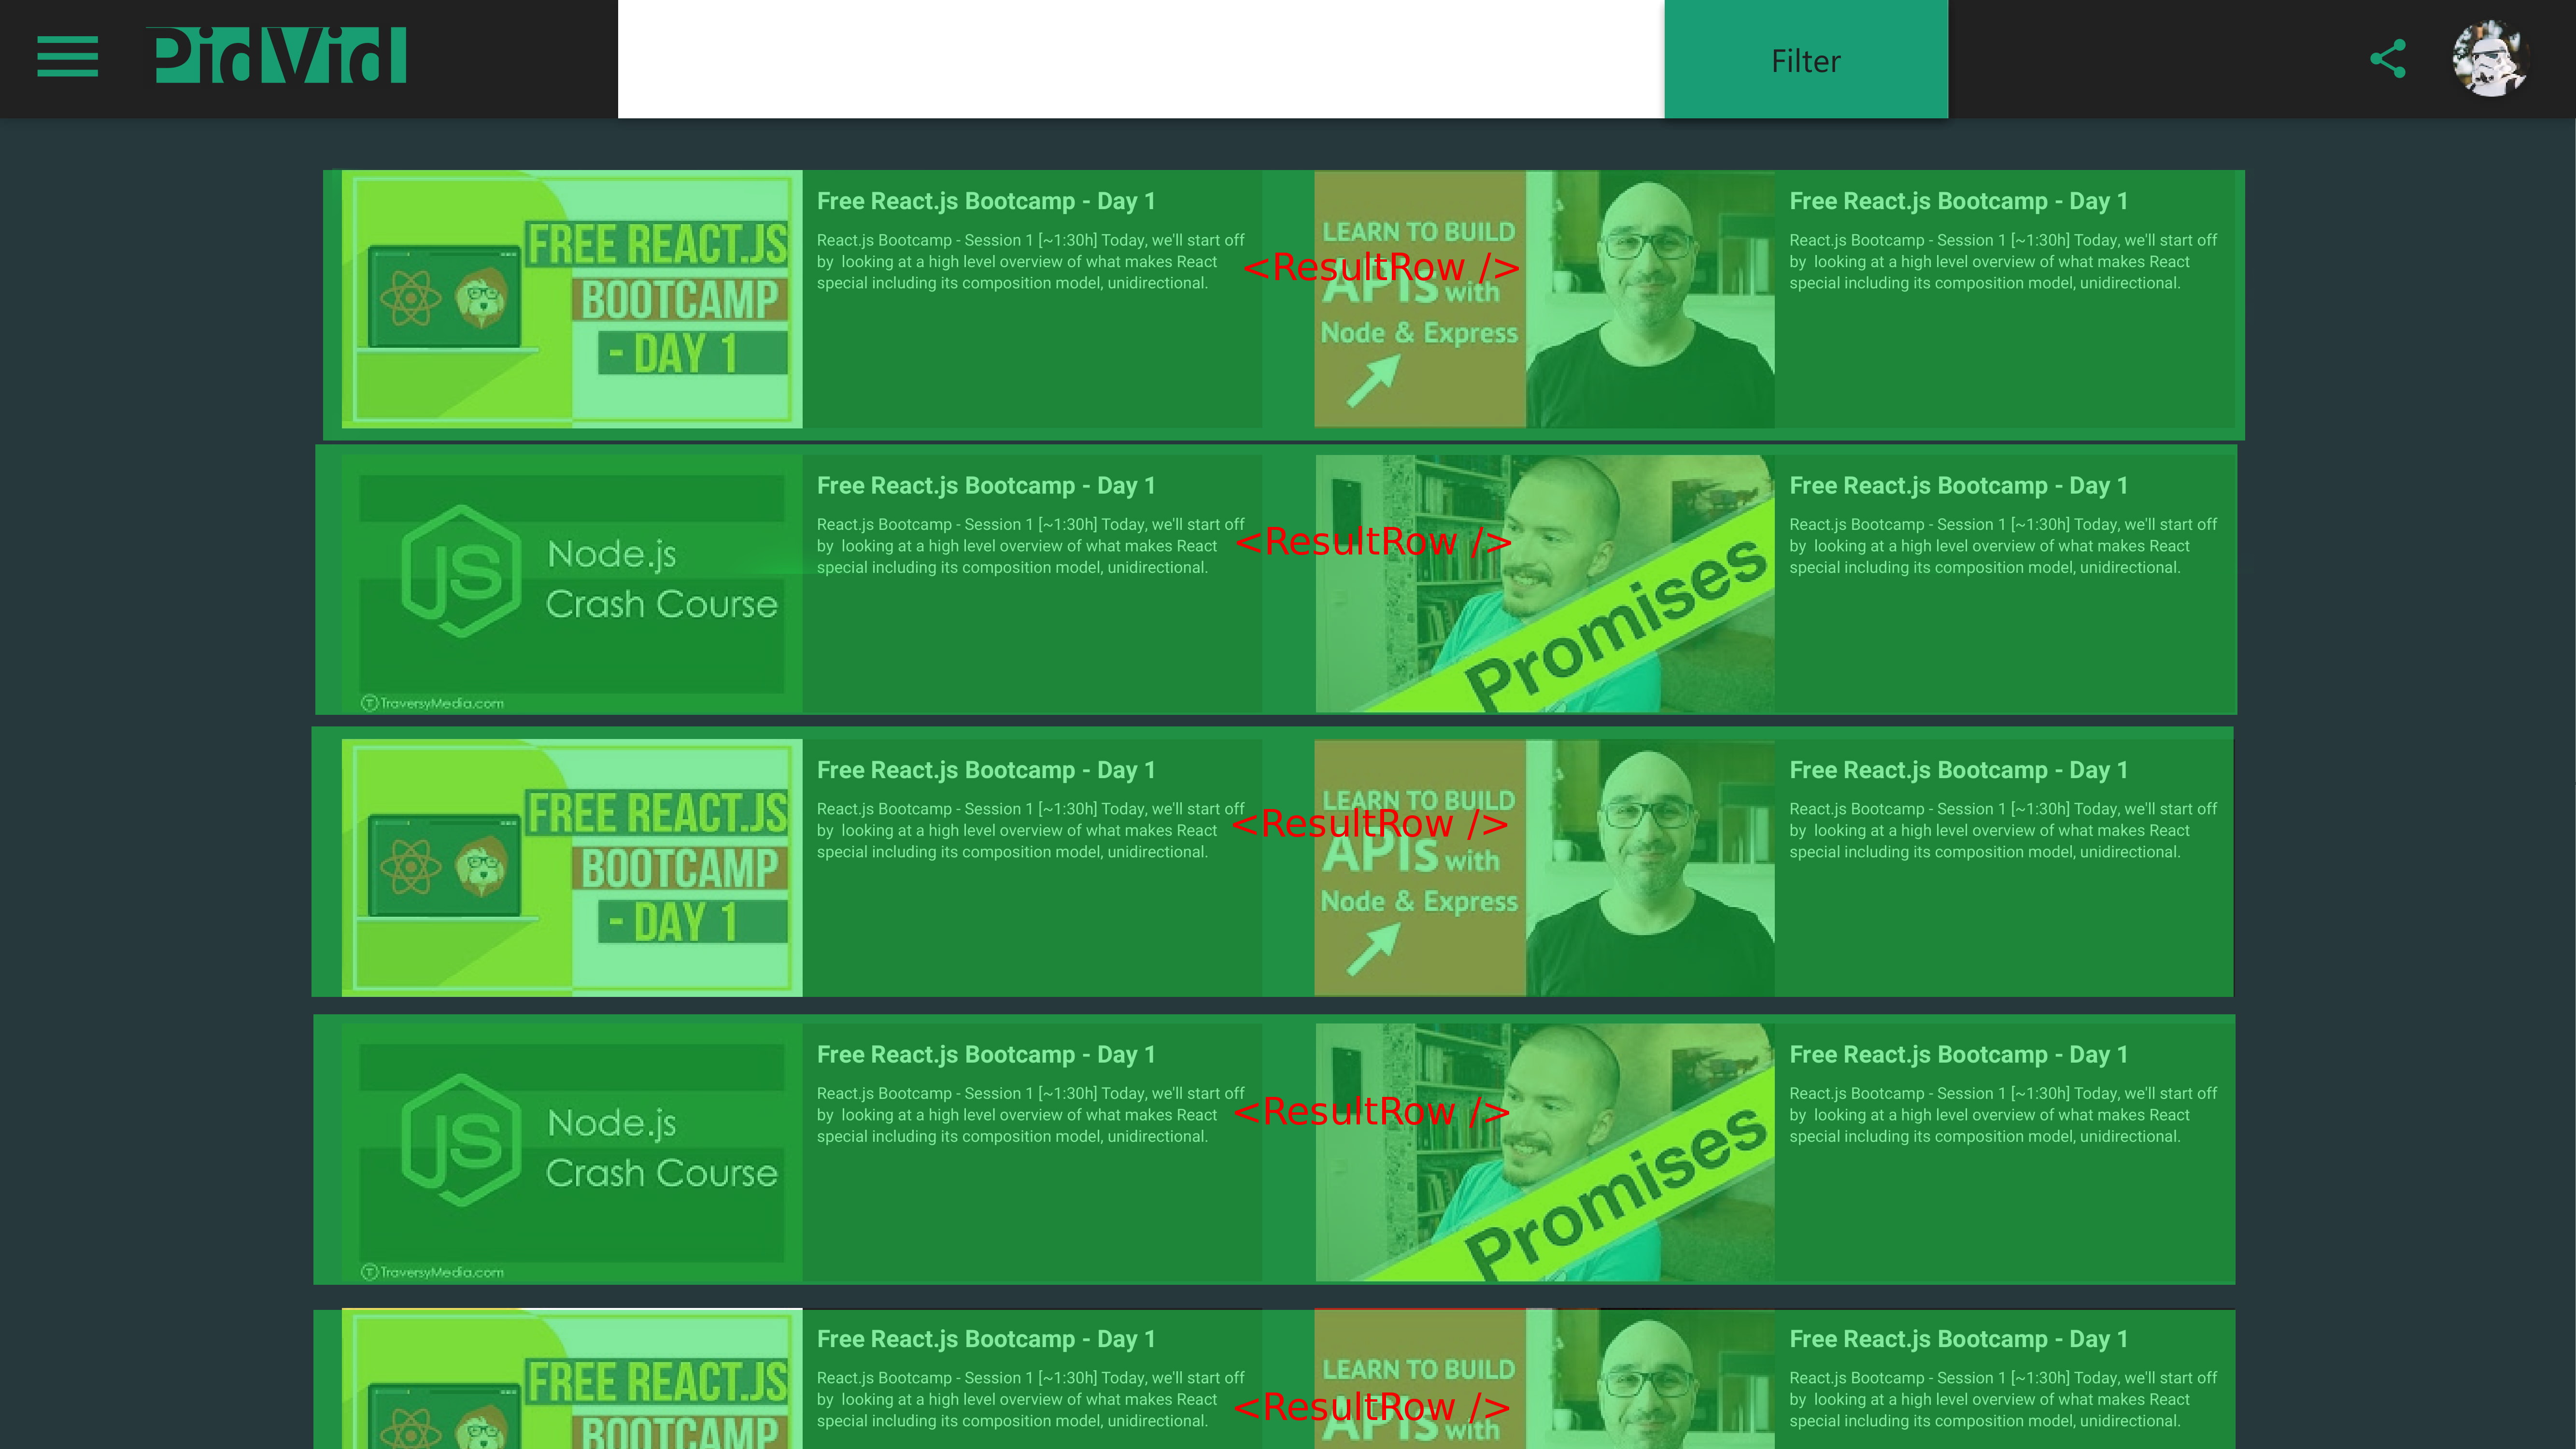 PidVid
Filter
FREE REACT.JS
BOOTCAMP
- DAY 1
Free React.js Bootcamp - Day 1
React.js Bootcamp - Session 1 [~1:30h] Today, we'll start off
by looking at a high level overview of what makes React
special including its composition model, unidirectional.
<ResultRow />
LEARN TO BUILD
APIs with
Node & Express
Free React.js Bootcamp - Day 1
React.js Bootcamp - Session 1 [~1:30h] Today, we'll start off
by looking at a high level overview of what makes React
special including its composition model, unidirectional.
JS
Node.js
Crash Course
TraversyMedia.com
Free React.js Bootcamp - Day 1
React.js Bootcamp - Session 1 [~1:30h] Today, we'll start off
by looking at a high level overview of what makes React
special including its composition model, unidirectional.
<ResultRow />
Promises
Free React.js Bootcamp - Day 1
React.js Bootcamp - Session 1 [~1:30h] Today, we'll start off
by looking at a high level overview of what makes React
special including its composition model, unidirectional.
FREE REACT.JS
BOOTCAMP
- DAY 1
Free React.js Bootcamp - Day 1
React.js Bootcamp - Session 1 [~1:30h] Today, we'll start off
by looking at a high level overview of what makes React
special including its composition model, unidirectional.
<ResultRow />
LEARN TO BUILD
APIs with
Node & Express
Free React.js Bootcamp - Day 1
React.js Bootcamp - Session 1 [~1:30h] Today, we'll start off
by looking at a high level overview of what makes React
special including its composition model, unidirectional.
JS
Node.js
Crash Course
TraversyMedia.com
Free React.js Bootcamp - Day 1
React.js Bootcamp - Session 1 [~1:30h] Today, we'll start off
by looking at a high level overview of what makes React
special including its composition model, unidirectional.
<ResultRow />
Promises
Free React.js Bootcamp - Day 1
React.js Bootcamp - Session 1 [~1:30h] Today, we'll start off
by looking at a high level overview of what makes React
special including its composition model, unidirectional.
FREE REACT.JS
BOOTCAMP
Free React.js Bootcamp - Day 1
React.js Bootcamp - Session 1 [~1:30h] Today, we'll start off
by looking at a high level overview of what makes React
special including its composition model, unidirectional.
<ResultRow />
LEARN TO BUILD
APIs with
Free React.js Bootcamp - Day 1
React.js Bootcamp - Session 1 [~1:30h] Today, we'll start off
by looking at a high level overview of what makes React
special including its composition model, unidirectional.